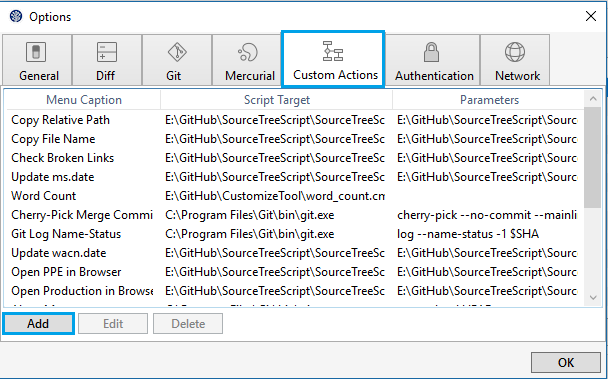 Options
General Diff Git Mercurial Custom Actions Authentication Network
Menu Caption Script Target Parameters
Copy Relative Path E:\GitHub\SourceTreeScript\SourceTreeSc E:\GitHub\SourceTreeScript\Sourc
Copy File Name E:\GitHub\SourceTreeScript\SourceTreeSc E:\GitHub\SourceTreeScript\Sourc
Check Broken Links E:\GitHub\SourceTreeScript\SourceTreeSc E:\GitHub\SourceTreeScript\Sourc
Update ms.date E:\GitHub\SourceTreeScript\SourceTreeSc E:\GitHub\SourceTreeScript\Sourc
Word Count E:\GitHub\CustomizeTool\word_count.cm
Cherry-Pick Merge Commi C:\Program Files\Git\bin\git.exe cherry-pick --no-commit --mainli
Git Log Name-Status C:\Program Files\Git\bin\git.exe log --name-status -1 $SHA
Update wacn.date E:\GitHub\SourceTreeScript\SourceTreeSc E:\GitHub\SourceTreeScript\Sourc
Open PPE in Browser E:\GitHub\SourceTreeScript\SourceTreeSc E:\GitHub\SourceTreeScript\Sourc
Open Production in Browse E:\GitHub\SourceTreeScript\SourceTreeSc E:\GitHub\SourceTreeScript\Sourc
Add Edit Delete
OK